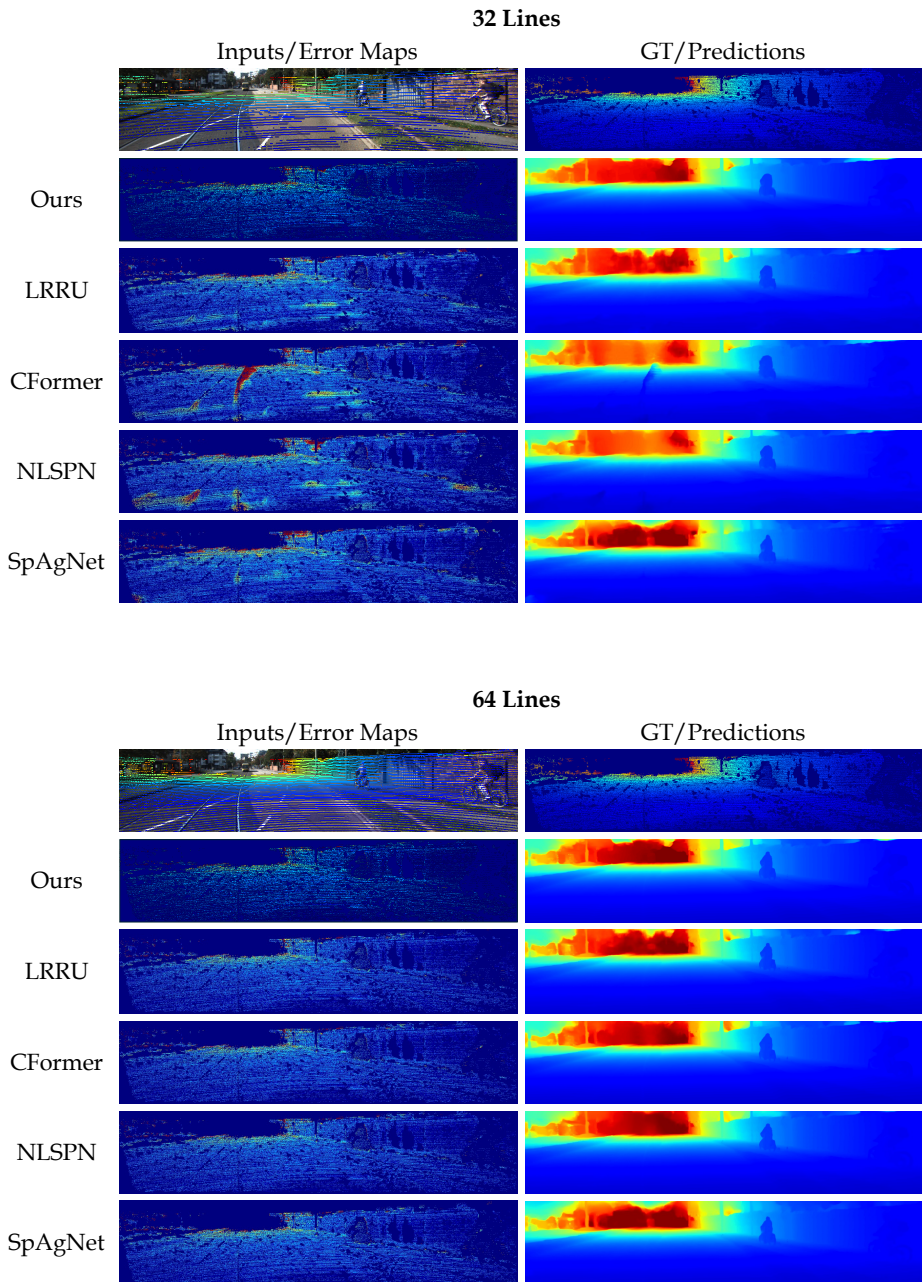 32 Lines
Inputs/Error Maps GT/Predictions
Ours
LRRU
CFormer
NLSPN
SpAgNet
64 Lines
Inputs/Error Maps GT/Predictions
Ours
LRRU
CFormer
NLSPN
SpAgNet